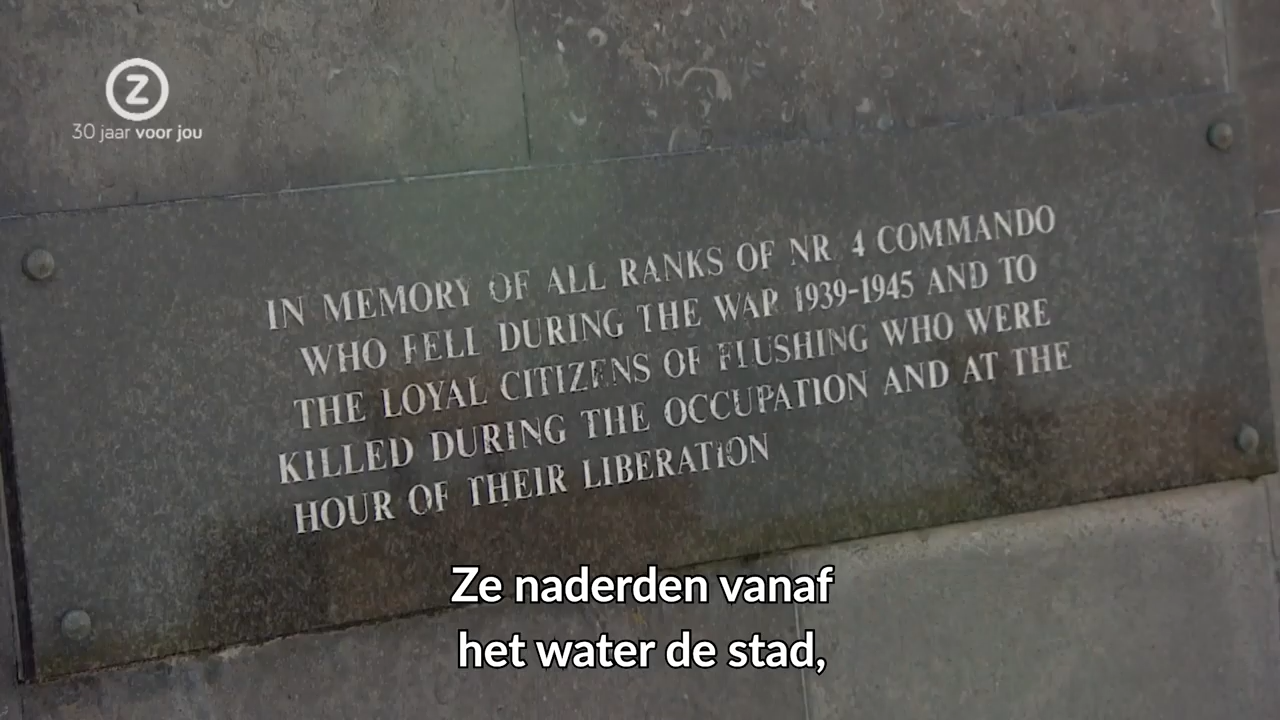 Z
30 jaar voor jou
IN MEMORY OF ALL RANKS OF NR 4 COMMANDO
WHO FELL DURING THE WAR 1939-1945 AND TO
THE LOYAL CITIZENS OF FLUSHING WHO WERE
KILLED DURING THE OCCUPATION AND AT THE
HOUR OF THEIR LIBERATION
Ze naderden vanaf
het water de stad,